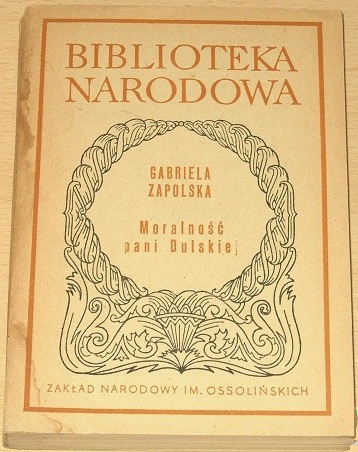 BIBLIOTEKA
NARODOWA
GABRIELA
ZAPOLSKA
Moralność
pani Dulskiej
ZAKŁAD NARODOWY IM. OSSOLIŃSKICH